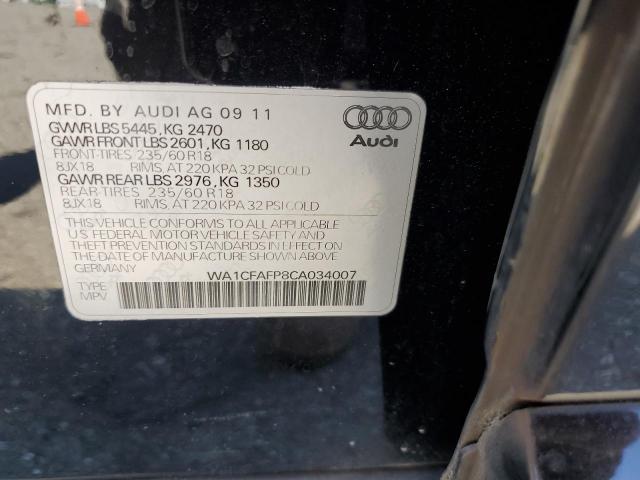 MFD. BY AUDI AG 09 11
GVWR LBS 5445, KG 2470
GAWR FRONT LBS 2601, KG 1180
FRONT-TIRES 235/60 R18
8JX18 RIMS, AT 220 KPA 32 PSI COLD
GAWR REAR LBS 2976, KG 1350
REAR-TIRES 235/60 R18
8JX18 RIMS, AT 220 KPA 32 PSI COLD
Audi
THIS VEHICLE CONFORMS TO ALL APPLICABLE
U.S. FEDERAL MOTOR VEHICLE SAFETY AND
THEFT PREVENTION STANDARDS IN EFFECT ON
THE DATE OF MANUFACTURE SHOWN ABOVE.
GERMANY WA1CFAFP8CA034007
TYPE
MPV